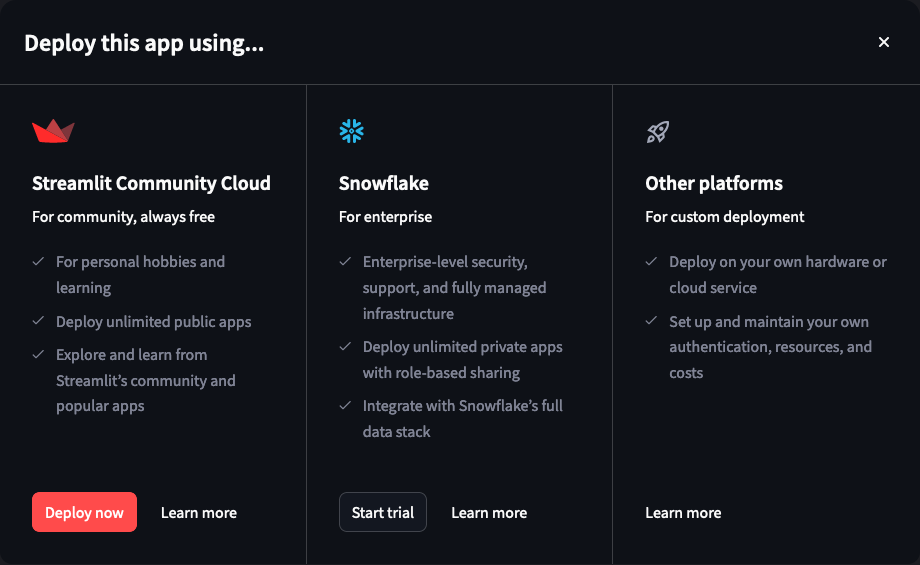 Deploy this app using...
Streamlit Community Cloud
For community, always free
For personal hobbies and
learning
Deploy unlimited public apps
Explore and learn from
Streamlit’s community and
popular apps
Deploy now
Learn more
Snowflake
For enterprise
Enterprise-level security,
support, and fully managed
infrastructure
Deploy unlimited private apps
with role-based sharing
Integrate with Snowflake’s full
data stack
Start trial
Learn more
Other platforms
For custom deployment
Deploy on your own hardware or
cloud service
Set up and maintain your own
authentication, resources, and
costs
Learn more